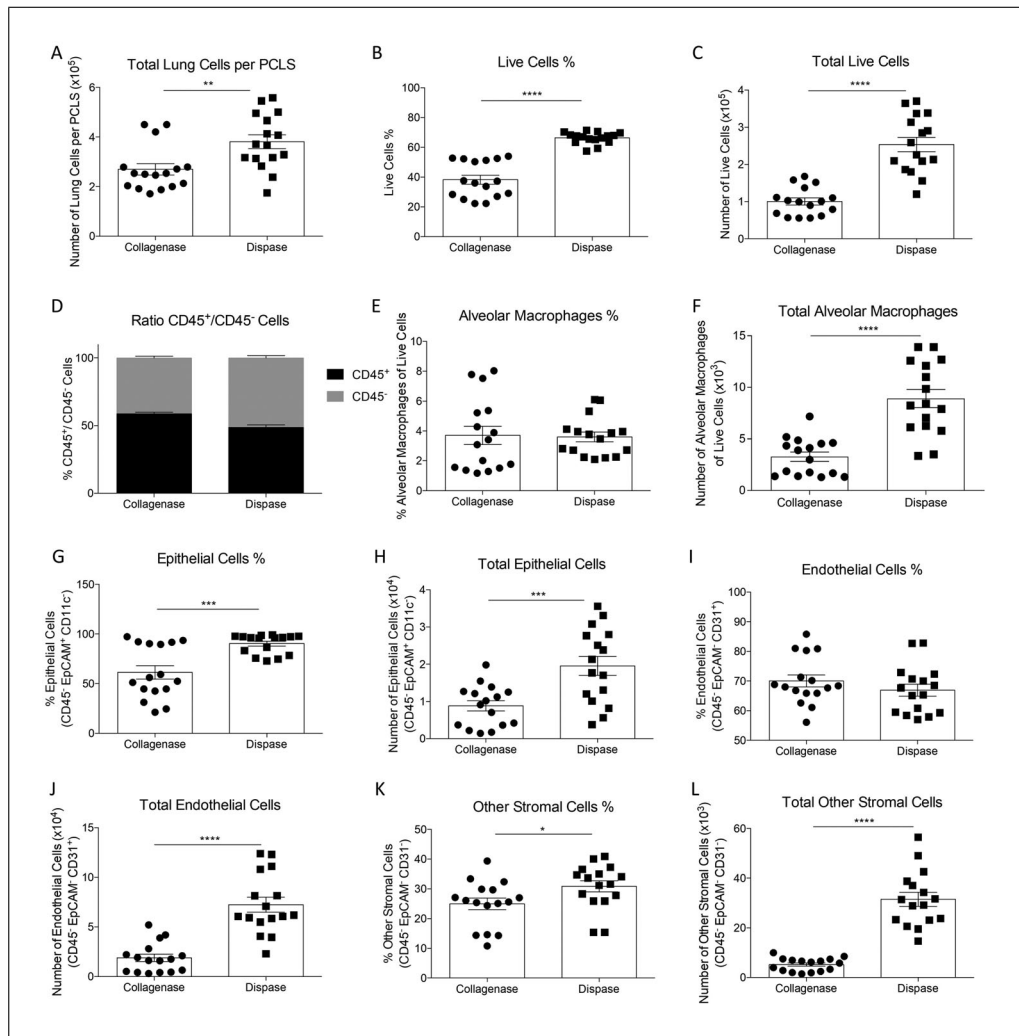 A
Total Lung Cells per PCLS
Number of Lung Cells per PCLS (x10⁵)
**
6
4
2
0
Collagenase Dispase
B
Live Cells %
Live Cells %
****
100
80
60
40
20
0
Collagenase Dispase
C
Total Live Cells
Number of Live Cells (x10⁵)
****
4
3
2
1
0
Collagenase Dispase
D
Ratio CD45⁺/CD45⁻ Cells
% CD45⁺/ CD45⁻ Cells
100
50
0
Collagenase Dispase
CD45⁺
CD45⁻
E
Alveolar Macrophages %
% Alveolar Macrophages of Live Cells
10
8
6
4
2
0
Collagenase Dispase
F
Total Alveolar Macrophages
Number of Alveolar Macrophages
of Live Cells (x10³)
****
15
10
5
0
Collagenase Dispase
G
Epithelial Cells %
% Epithelial Cells
(CD45⁻ EpCAM⁺ CD11c⁻)
***
150
100
50
0
Collagenase Dispase
H
Total Epithelial Cells
Number of Epithelial Cells (x10⁴)
(CD45⁻ EpCAM⁺ CD11c⁻)
***
4
3
2
1
0
Collagenase Dispase
I
Endothelial Cells %
% Endothelial Cells
(CD45⁻ EpCAM⁻ CD31⁺)
100
90
80
70
60
50
Collagenase Dispase
J
Total Endothelial Cells
Number of Endothelial Cells (x10⁴)
(CD45⁻ EpCAM⁻ CD31⁺)
****
15
10
5
0
Collagenase Dispase
K
Other Stromal Cells %
% Other Stromal Cells
(CD45⁻ EpCAM⁻ CD31⁻)
*
50
40
30
20
10
0
Collagenase Dispase
L
Total Other Stromal Cells
Number of Other Stromal Cells (x10³)
(CD45⁻ EpCAM⁻ CD31⁻)
****
60
40
20
0
Collagenase Dispase